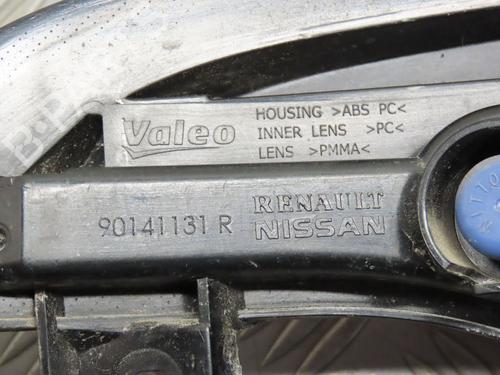 Valeo
HOUSING >ABS PC<
INNER LENS >PC<
LENS >PMMA<
90141131 R
RENAULT
NISSAN